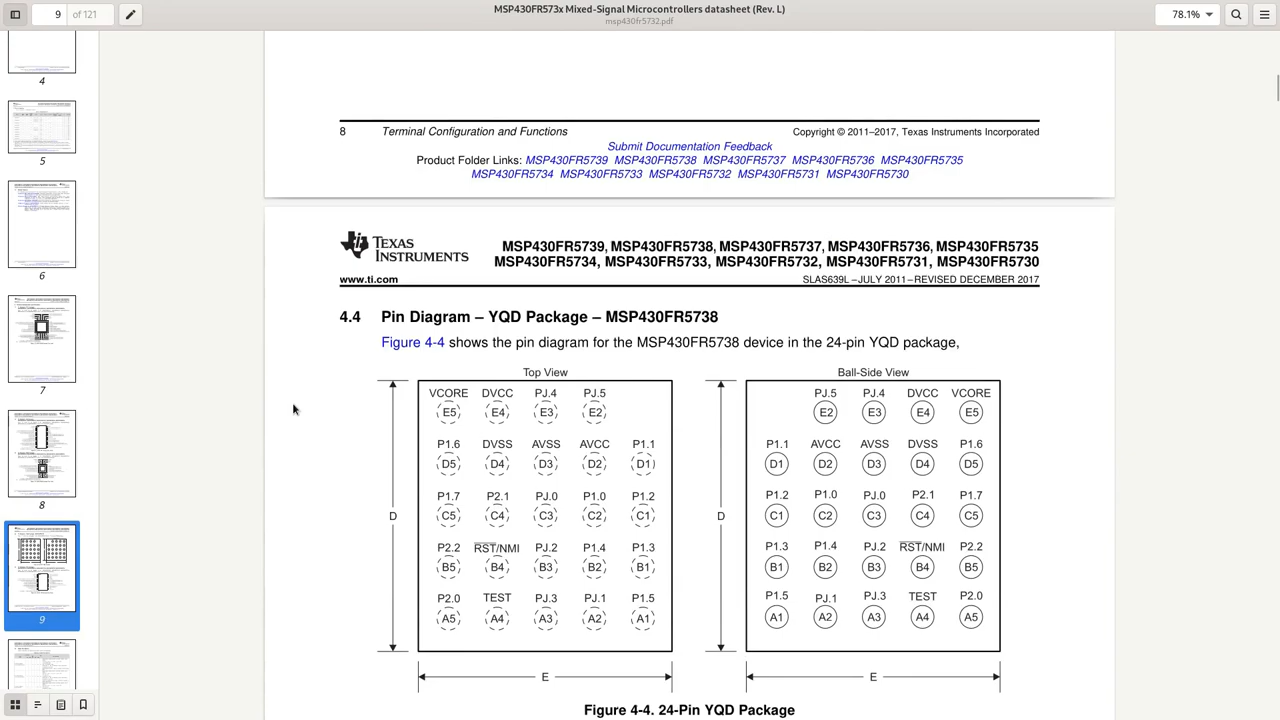 9 of 121
MSP430FR573x Mixed-Signal Microcontrollers datasheet (Rev. L)
msp430fr5732.pdf
78.1%
4
5
6
7
8
9
8 Terminal Configuration and Functions Copyright © 2011–2017, Texas Instruments Incorporated
Submit Documentation Feedback
Product Folder Links: MSP430FR5739 MSP430FR5738 MSP430FR5737 MSP430FR5736 MSP430FR5735
MSP430FR5734 MSP430FR5733 MSP430FR5732 MSP430FR5731 MSP430FR5730
TEXAS INSTRUMENTS
MSP430FR5739, MSP430FR5738, MSP430FR5737, MSP430FR5736, MSP430FR5735
MSP430FR5734, MSP430FR5733, MSP430FR5732, MSP430FR5731, MSP430FR5730
www.ti.com SLAS639L – JULY 2011 – REVISED DECEMBER 2017
4.4 Pin Diagram – YQD Package – MSP430FR5738
Figure 4-4 shows the pin diagram for the MSP430FR5738 device in the 24-pin YQD package,
Top View
VCORE DVCC PJ.4 PJ.5
E5 E4 E3 E2
P1.6 DVSS AVSS AVCC P1.1
D5 D4 D3 D2 D1
P1.7 P2.1 PJ.0 P1.0 P1.2
C5 C4 C3 C2 C1
P2.2 RST/NMI PJ.2 P1.4 P1.3
B5 B4 B3 B2 B1
P2.0 TEST PJ.3 PJ.1 P1.5
A5 A4 A3 A2 A1
D
E
Ball-Side View
PJ.5 PJ.4 DVCC VCORE
E2 E3 E4 E5
P1.1 AVCC AVSS DVSS P1.6
D1 D2 D3 D4 D5
P1.2 P1.0 PJ.0 P2.1 P1.7
C1 C2 C3 C4 C5
P1.3 P1.4 PJ.2 RST/NMI P2.2
B1 B2 B3 B4 B5
P1.5 PJ.1 PJ.3 TEST P2.0
A1 A2 A3 A4 A5
D
E
Figure 4-4. 24-Pin YQD Package